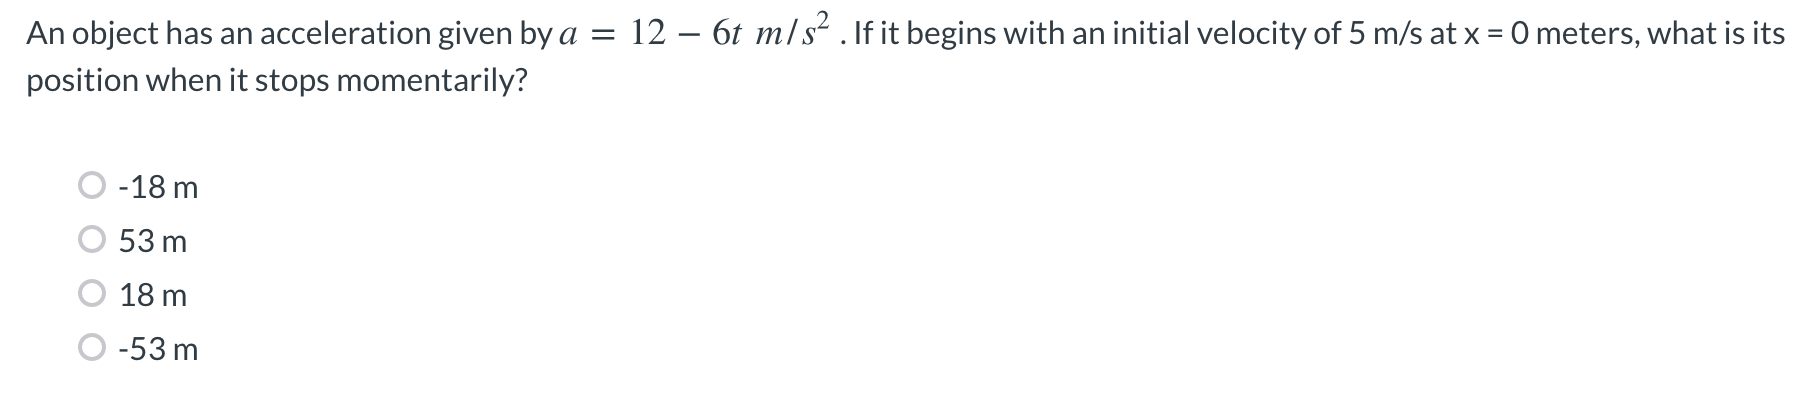 An object has an acceleration given by a = 12 − 6t m/s² . If it begins with an initial velocity of 5 m/s at x = 0 meters, what is its
position when it stops momentarily?
-18 m
53 m
18 m
-53 m